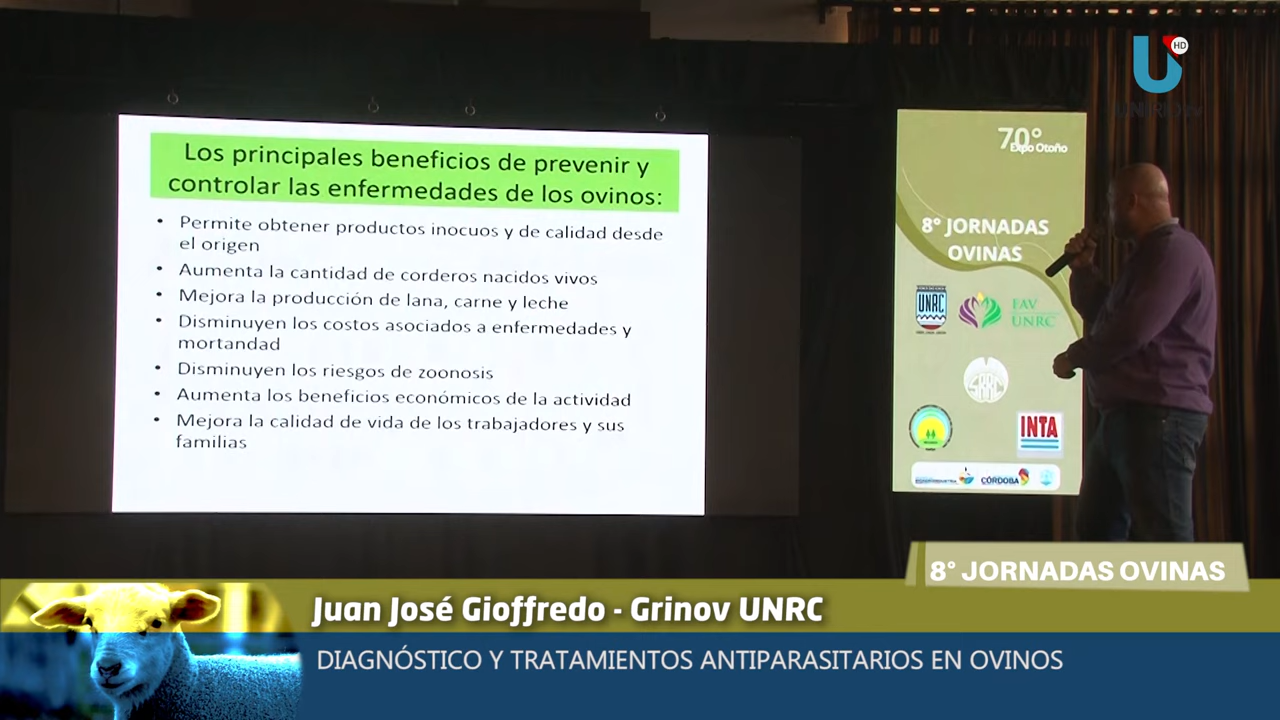 HD
Los principales beneficios de prevenir y
controlar las enfermedades de los ovinos:
• Permite obtener productos inocuos y de calidad desde
el origen
• Aumenta la cantidad de corderos nacidos vivos
• Mejora la producción de lana, carne y leche
• Disminuyen los costos asociados a enfermedades y
mortandad
• Disminuyen los riesgos de zoonosis
• Aumenta los beneficios económicos de la actividad
• Mejora la calidad de vida de los trabajadores y sus
familias
70°
Expo Otoño
8° JORNADAS
OVINAS
UNRC
FAV
UNRC
INTA
CÓRDOBA
8° JORNADAS OVINAS
Juan José Gioffredo - Grinov UNRC
DIAGNÓSTICO Y TRATAMIENTOS ANTIPARASITARIOS EN OVINOS